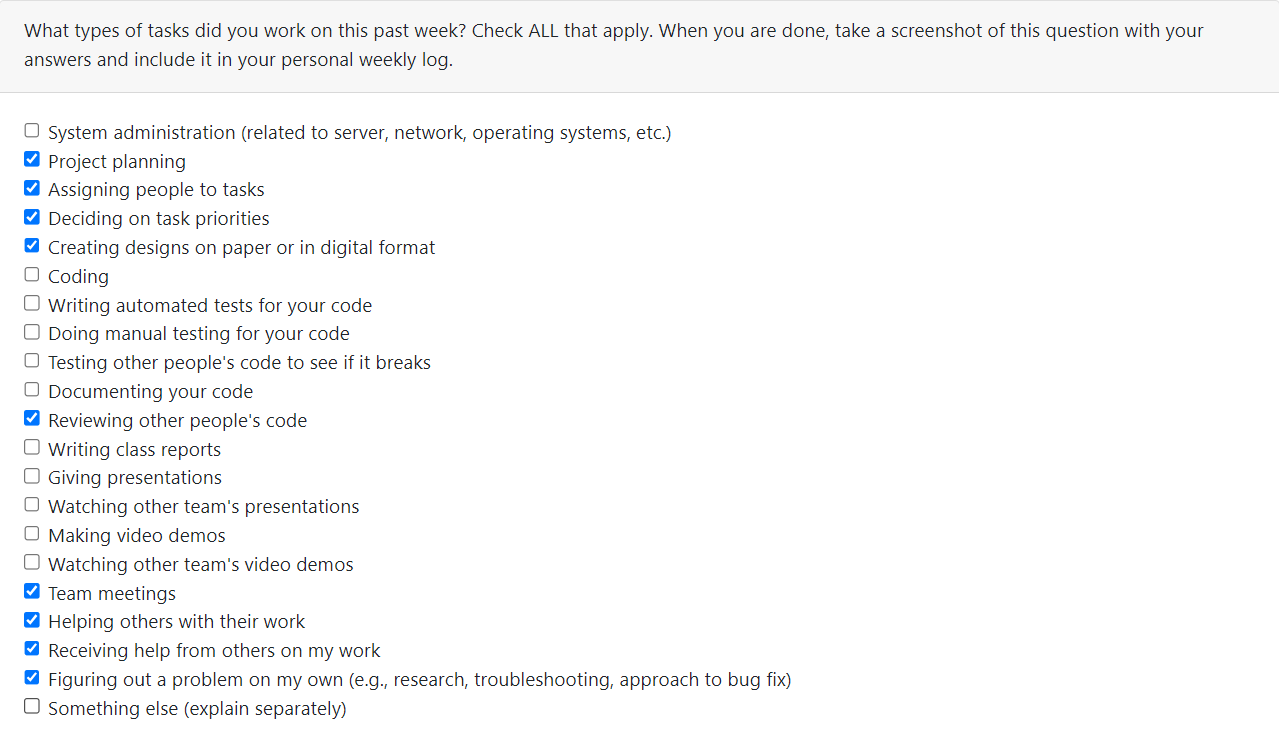 What types of tasks did you work on this past week? Check ALL that apply. When you are done, take a screenshot of this question with your
answers and include it in your personal weekly log.
System administration (related to server, network, operating systems, etc.)
Project planning
Assigning people to tasks
Deciding on task priorities
Creating designs on paper or in digital format
Coding
Writing automated tests for your code
Doing manual testing for your code
Testing other people's code to see if it breaks
Documenting your code
Reviewing other people's code
Writing class reports
Giving presentations
Watching other team's presentations
Making video demos
Watching other team's video demos
Team meetings
Helping others with their work
Receiving help from others on my work
Figuring out a problem on my own (e.g., research, troubleshooting, approach to bug fix)
Something else (explain separately)